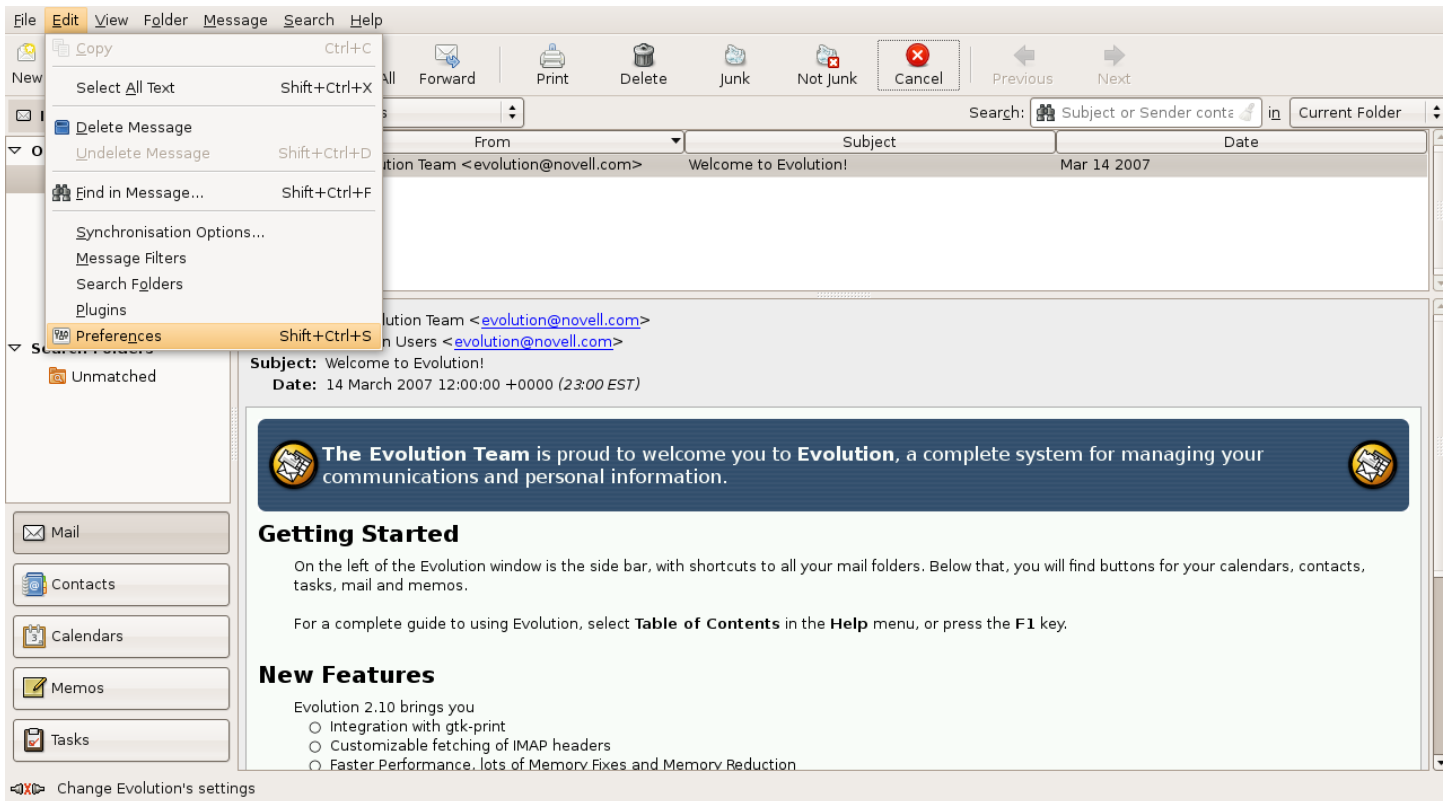 File Edit View Folder Message Search Help
New All Forward Print Delete Junk Not Junk Cancel Previous Next
Copy Ctrl+C
Select All Text Shift+Ctrl+X
Delete Message
Undelete Message Shift+Ctrl+D
Find in Message... Shift+Ctrl+F
Synchronisation Options...
Message Filters
Search Folders
Plugins
Preferences Shift+Ctrl+S
Search: Subject or Sender conta in Current Folder
From Subject Date
ution Team <evolution@novell.com> Welcome to Evolution! Mar 14 2007
Search Folders
Unmatched
lution Team <evolution@novell.com>
n Users <evolution@novell.com>
Subject: Welcome to Evolution!
Date: 14 March 2007 12:00:00 +0000 (23:00 EST)
The Evolution Team is proud to welcome you to Evolution, a complete system for managing your
communications and personal information.
Getting Started
On the left of the Evolution window is the side bar, with shortcuts to all your mail folders. Below that, you will find buttons for your calendars, contacts,
tasks, mail and memos.
For a complete guide to using Evolution, select Table of Contents in the Help menu, or press the F1 key.
New Features
Evolution 2.10 brings you
Integration with gtk-print
Customizable fetching of IMAP headers
Faster Performance, lots of Memory Fixes and Memory Reduction
Mail
Contacts
Calendars
Memos
Tasks
Change Evolution's settings